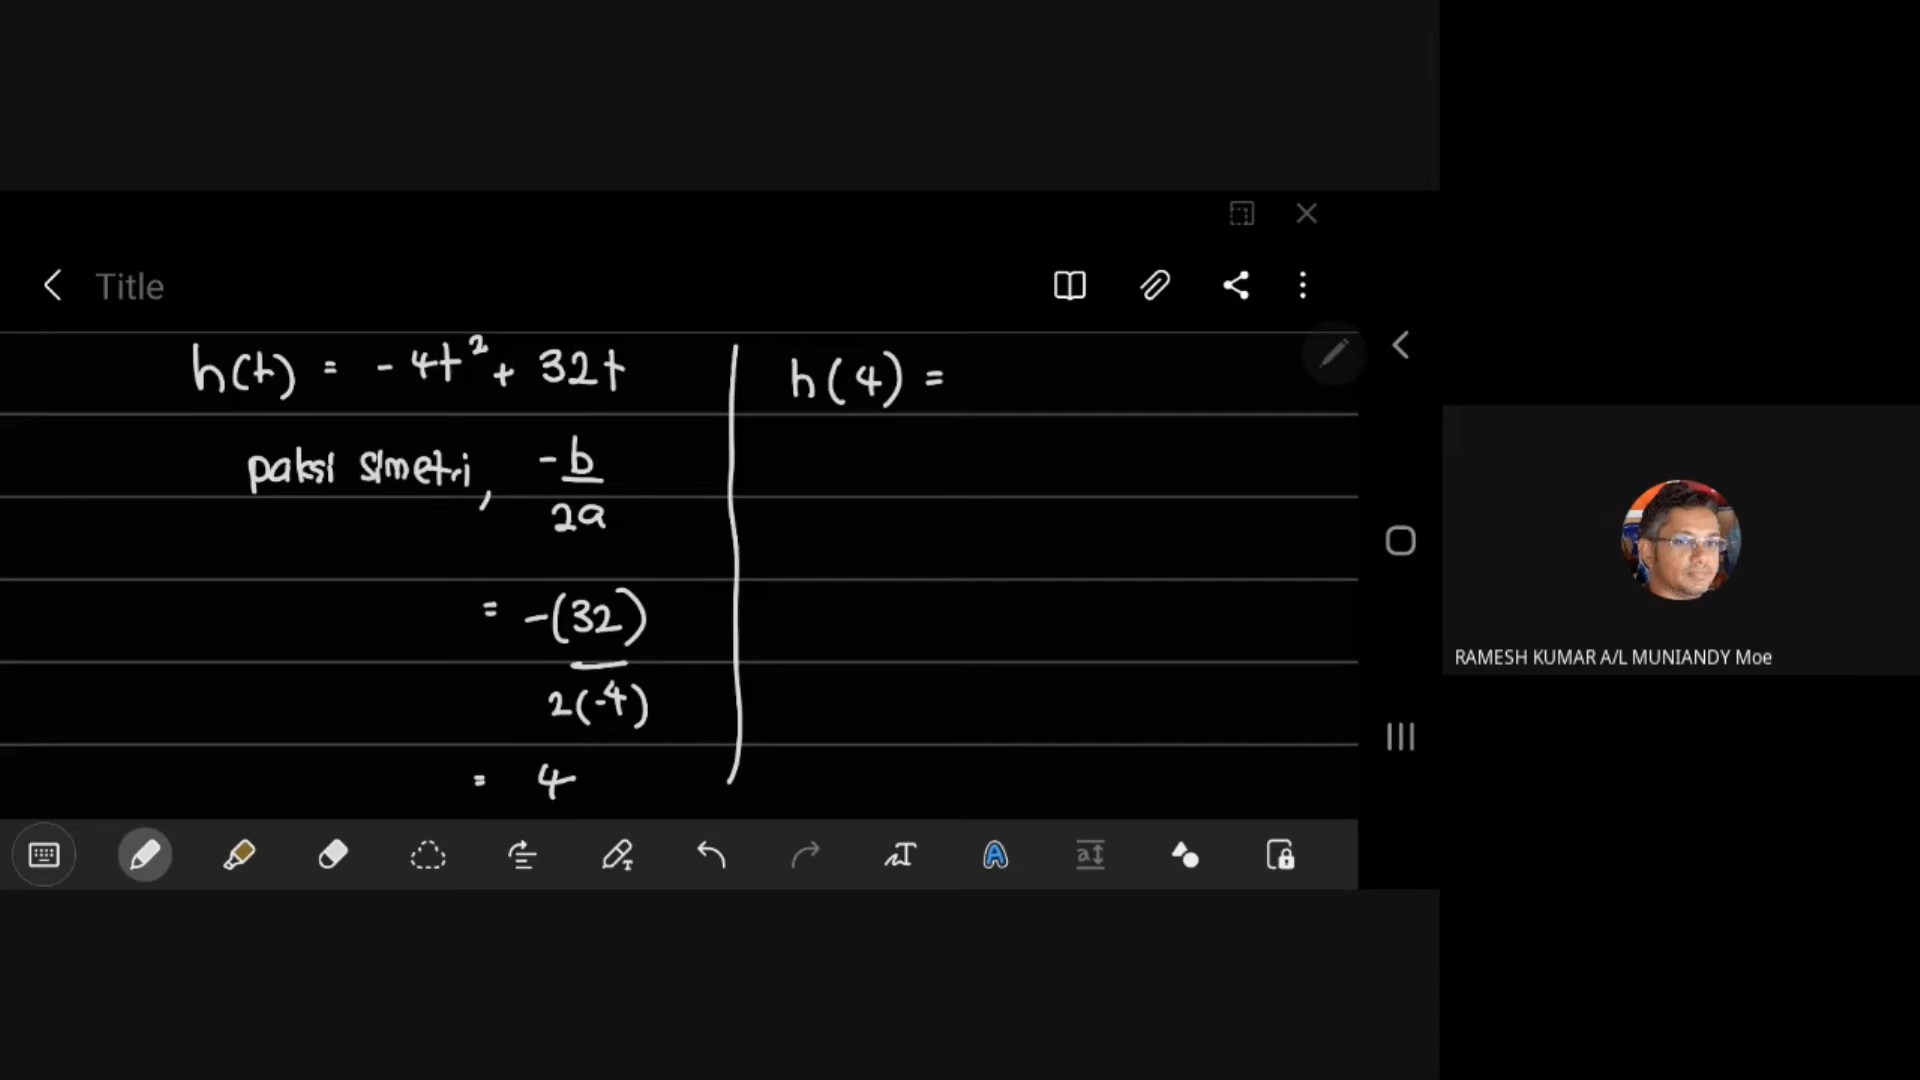 Title
h(t) = -4t² + 32t
paksi simetri, -b/2a
= -(32)/2(-4)
= 4
h(4) =
RAMESH KUMAR A/L MUNIANDY Moe